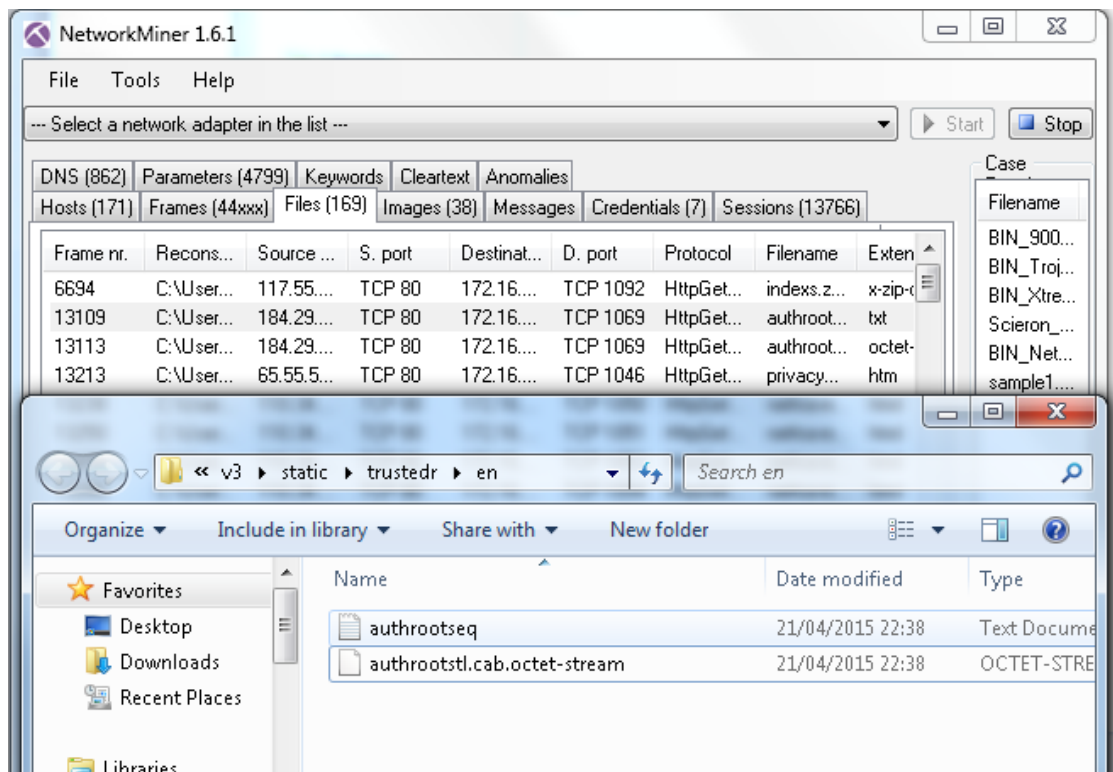 NetworkMiner 1.6.1
File Tools Help
--- Select a network adapter in the list --- Start Stop
DNS (862) Parameters (4799) Keywords Cleartext Anomalies
Hosts (171) Frames (44xxx) Files (169) Images (38) Messages Credentials (7) Sessions (13766)
Case
Filename
BIN_900...
BIN_Troj...
BIN_Xtre...
Scieron_...
BIN_Net...
sample1....
Frame nr. Recons... Source ... S. port Destinat... D. port Protocol Filename Exten
6694 C:\User... 117.55.... TCP 80 172.16.... TCP 1092 HttpGet... indexs.z... x-zip-c
13109 C:\User... 184.29.... TCP 80 172.16.... TCP 1069 HttpGet... authroot... txt
13113 C:\User... 184.29.... TCP 80 172.16.... TCP 1069 HttpGet... authroot... octet-
13213 C:\User... 65.55.5... TCP 80 172.16.... TCP 1046 HttpGet... privacy... htm
« v3 static trustedr en Search en
Organize Include in library Share with New folder
Favorites
Desktop
Downloads
Recent Places
Libraries
Name Date modified Type
authrootseq 21/04/2015 22:38 Text Docume
authrootstl.cab.octet-stream 21/04/2015 22:38 OCTET-STRE